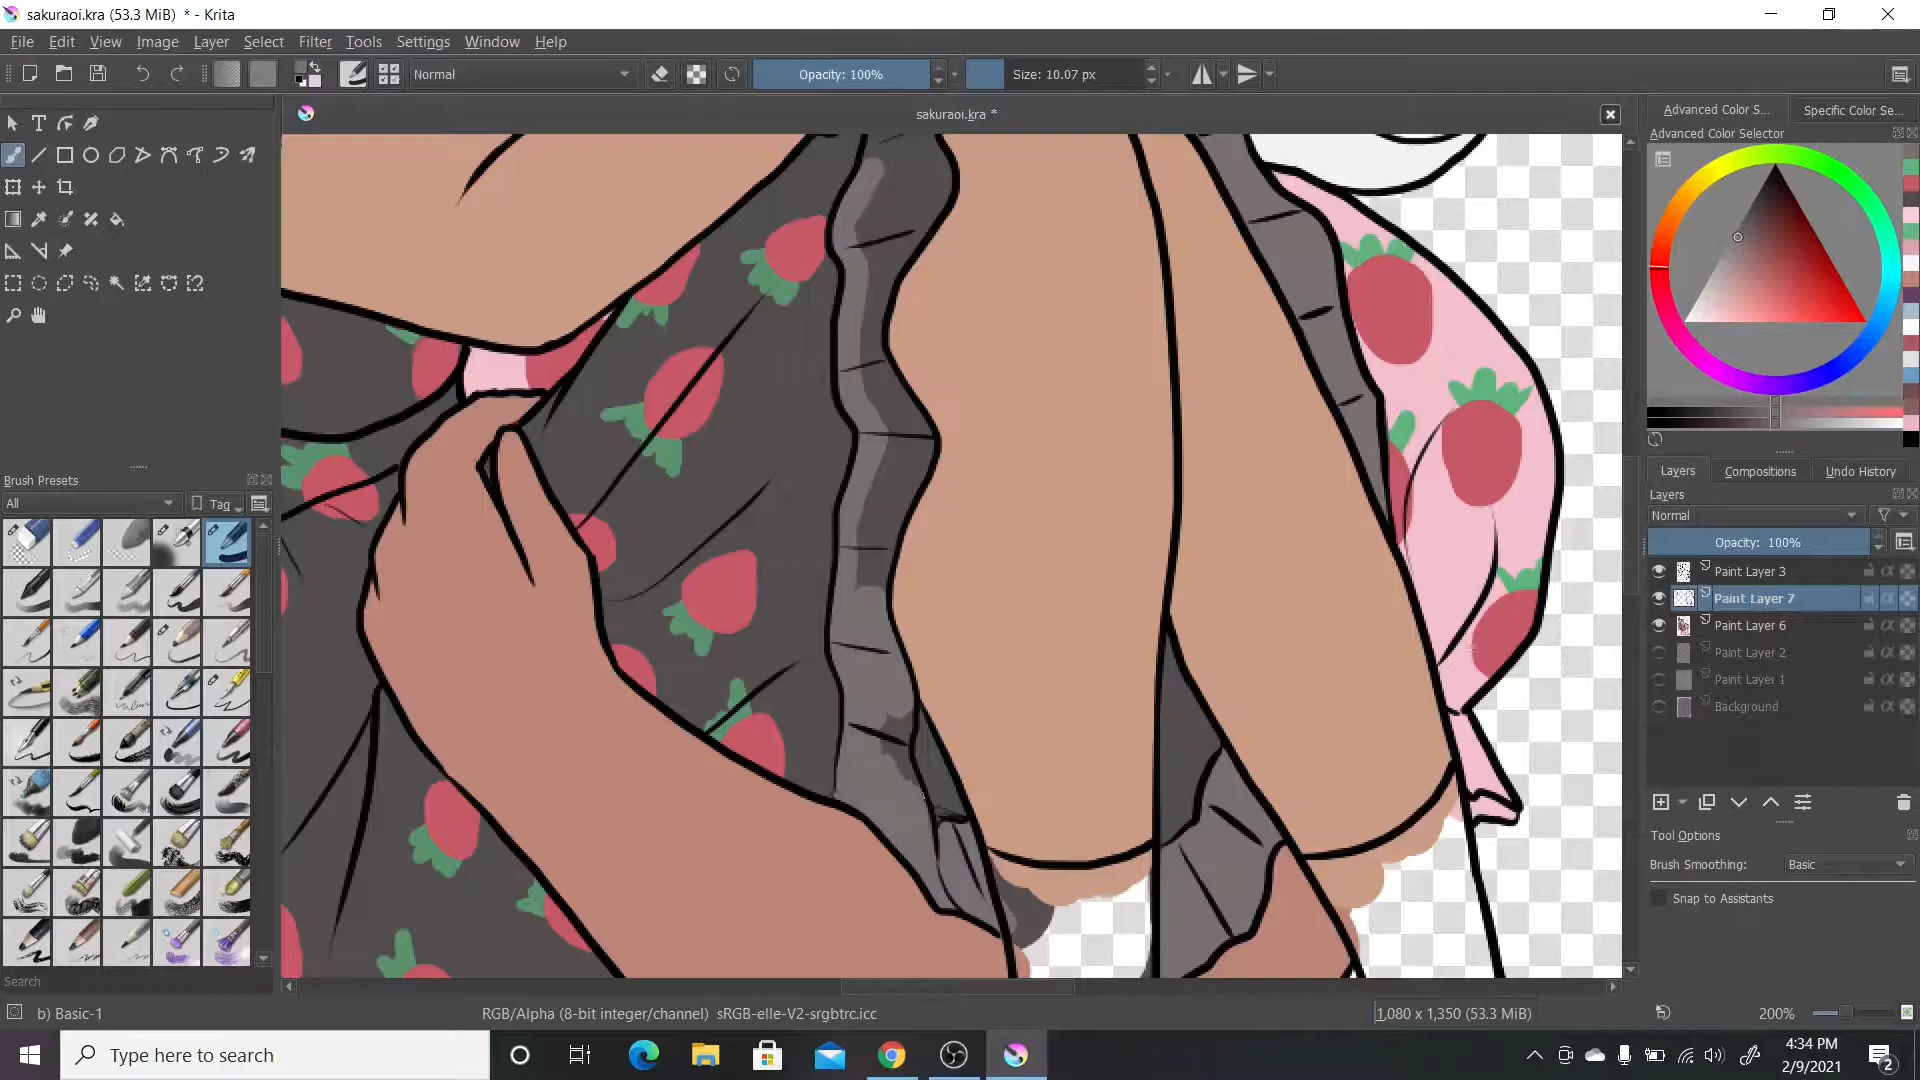 sakuraoi.kra (53.3 MiB)  * - Krita
File Edit View Image Layer Select Filter Tools Settings Window Help
Normal Opacity: 100% Size: 10.07 px
sakuraoi.kra *
Advanced Color S... Specific Color Se...
Advanced Color Selector
Brush Presets
All Tag
Layers Compositions Undo History
Layers
Normal
Opacity:  100%
Paint Layer 3
Paint Layer 7
Paint Layer 6
Paint Layer 2
Paint Layer 1
Background
Tool Options
Brush Smoothing: Basic
Snap to Assistants
Search
b) Basic-1 RGB/Alpha (8-bit integer/channel)  sRGB-elle-V2-srgbtrc.icc 1,080 x 1,350 (53.3 MiB) 200%
Type here to search
4:34 PM
2/9/2021
2